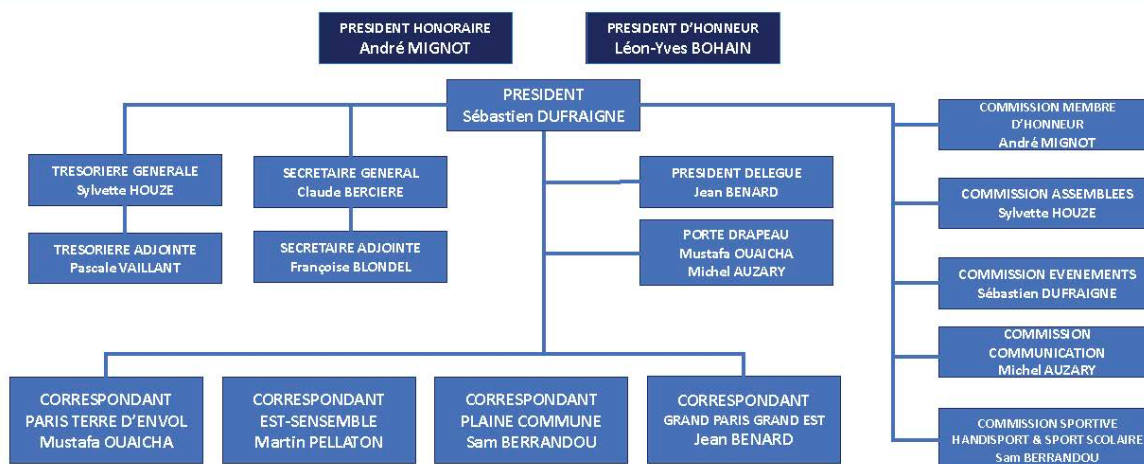 PRESIDENT HONORAIRE
André MIGNOT
PRESIDENT D'HONNEUR
Léon-Yves BOHAIN
PRESIDENT
Sébastien DUFRAIGNE
TRESORIERE GENERALE
Sylvette HOUZE
SECRETAIRE GENERAL
Claude BERCIERE
PRESIDENT DELEGUE
Jean BENARD
TRESORIERE ADJOINTE
Pascale VAILLANT
SECRETAIRE ADJOINTE
Françoise BLONDEL
PORTE DRAPEAU
Mustafa OUAICHA
Michel AUZARY
COMMISSION MEMBRE
D'HONNEUR
André MIGNOT
COMMISSION ASSEMBLEES
Sylvette HOUZE
COMMISSION EVENEMENTS
Sébastien DUFRAIGNE
COMMISSION
COMMUNICATION
Michel AUZARY
COMMISSION SPORTIVE
HANDISPORT & SPORT SCOLAIRE
Sam BERRANDOU
CORRESPONDANT
PARIS TERRE D'ENVOL
Mustafa OUAICHA
CORRESPONDANT
EST-SENSEMBLE
Martin PELLATON
CORRESPONDANT
PLAINE COMMUNE
Sam BERRANDOU
CORRESPONDANT
GRAND PARIS GRAND EST
Jean BENARD